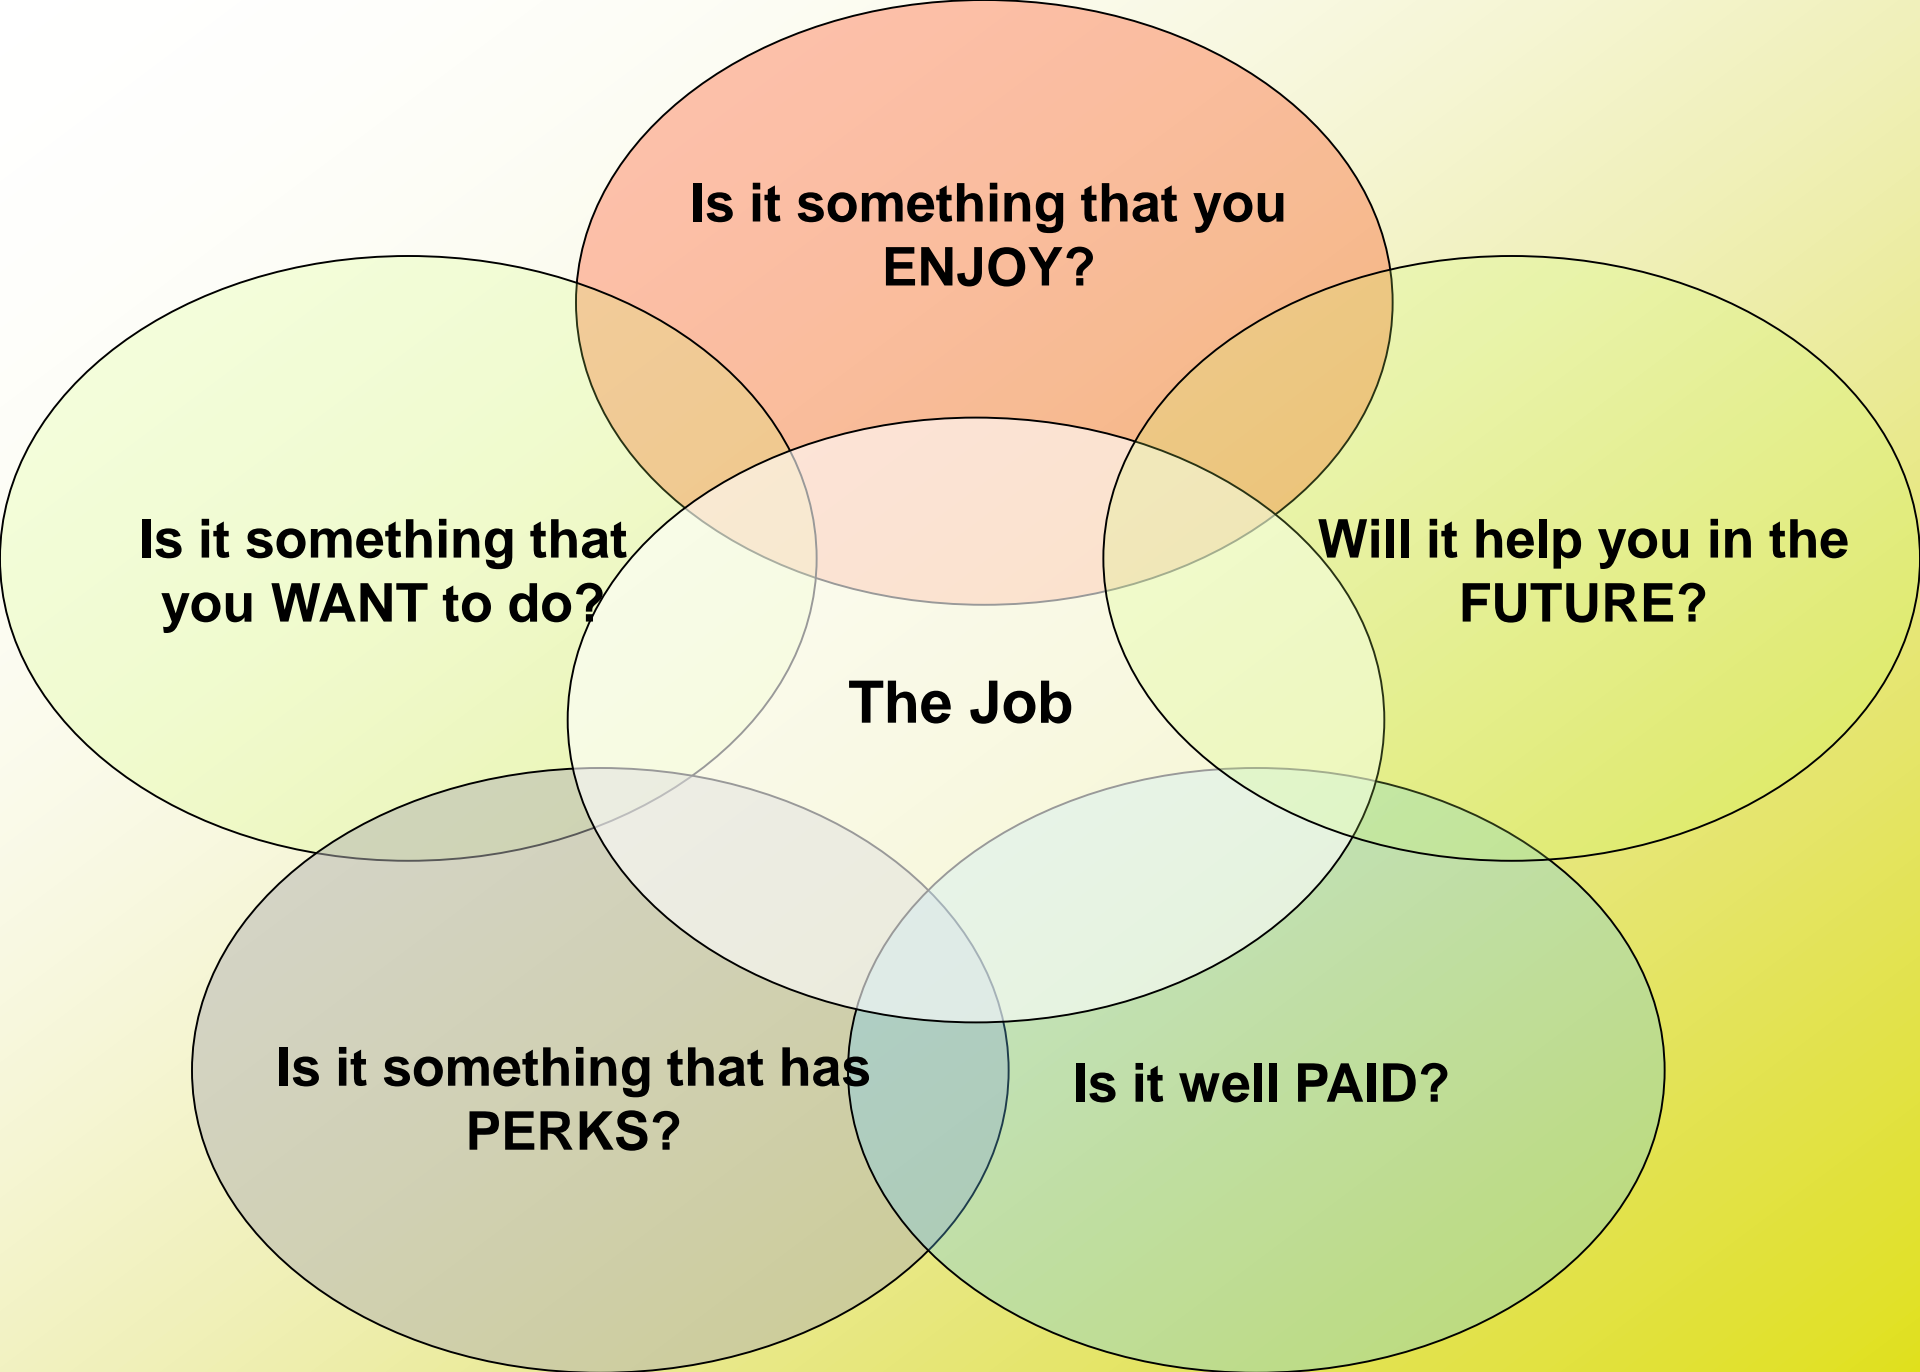 Is it something that you
ENJOY?
Is it something that
you WANT to do?
Will it help you in the
FUTURE?
The Job
Is it something that has
PERKS?
Is it well PAID?